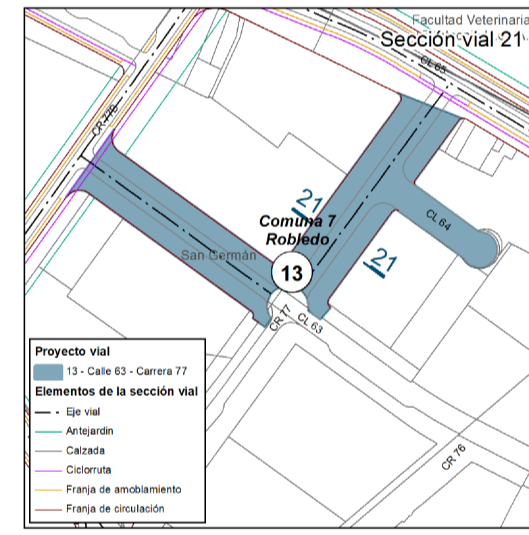 Facultad Veterinaria
Sección vial 21
CL 65
CR 77B
21
Comuna 7
Robledo
CL 64
San Germán
21
13
CR 77
CL 63
CR 76
Proyecto vial
13 - Calle 63 - Carrera 77
Elementos de la sección vial
Eje vial
Antejardin
Calzada
Ciclorruta
Franja de amoblamiento
Franja de circulación